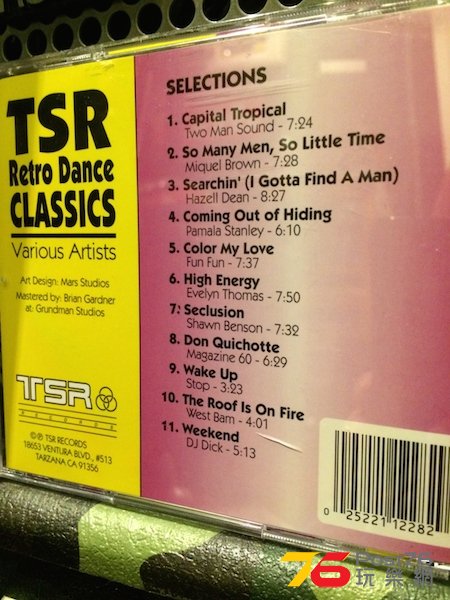 TSR
Retro Dance
CLASSICS
Various Artists
Art Design: Mars Studios
Mastered by: Brian Gardner
at: Grundman Studios
TSR
RECORDS
©℗ TSR RECORDS
18653 VENTURA BLVD., #513
TARZANA CA 91356
SELECTIONS
1. Capital Tropical
Two Man Sound - 7:24
2. So Many Men, So Little Time
Miquel Brown - 7:28
3. Searchin' (I Gotta Find A Man)
Hazell Dean - 8:27
4. Coming Out of Hiding
Pamala Stanley - 6:10
5. Color My Love
Fun Fun - 7:37
6. High Energy
Evelyn Thomas - 7:50
7. Seclusion
Shawn Benson - 7:32
8. Don Quichotte
Magazine 60 - 6:29
9. Wake Up
Stop - 3:23
10. The Roof Is On Fire
West Bam - 4:01
11. Weekend
DJ Dick - 5:13
0 25221 12282
76
玩樂網